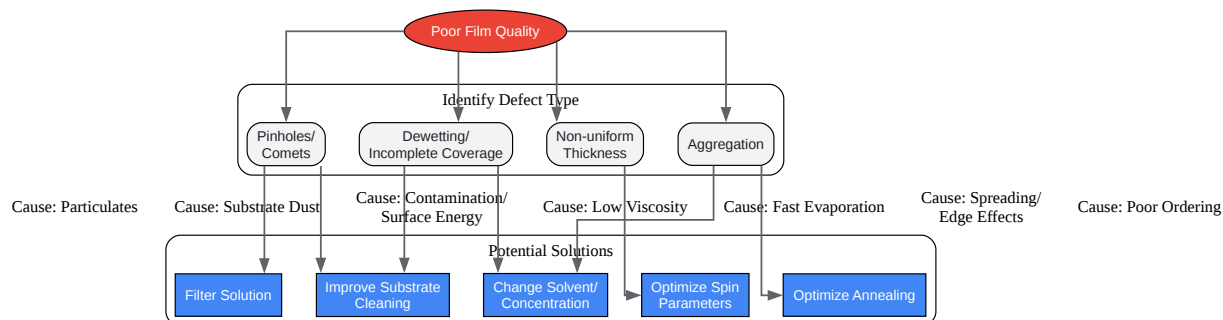 Poor Film Quality
Identify Defect Type
Pinholes/
Comets
Dewetting/
Incomplete Coverage
Non-uniform
Thickness
Aggregation
Cause: Particulates
Cause: Substrate Dust
Cause: Contamination/
Surface Energy
Cause: Low Viscosity
Cause: Fast Evaporation
Cause: Spreading/
Edge Effects
Cause: Poor Ordering
Potential Solutions
Filter Solution
Improve Substrate
Cleaning
Change Solvent/
Concentration
Optimize Spin
Parameters
Optimize Annealing